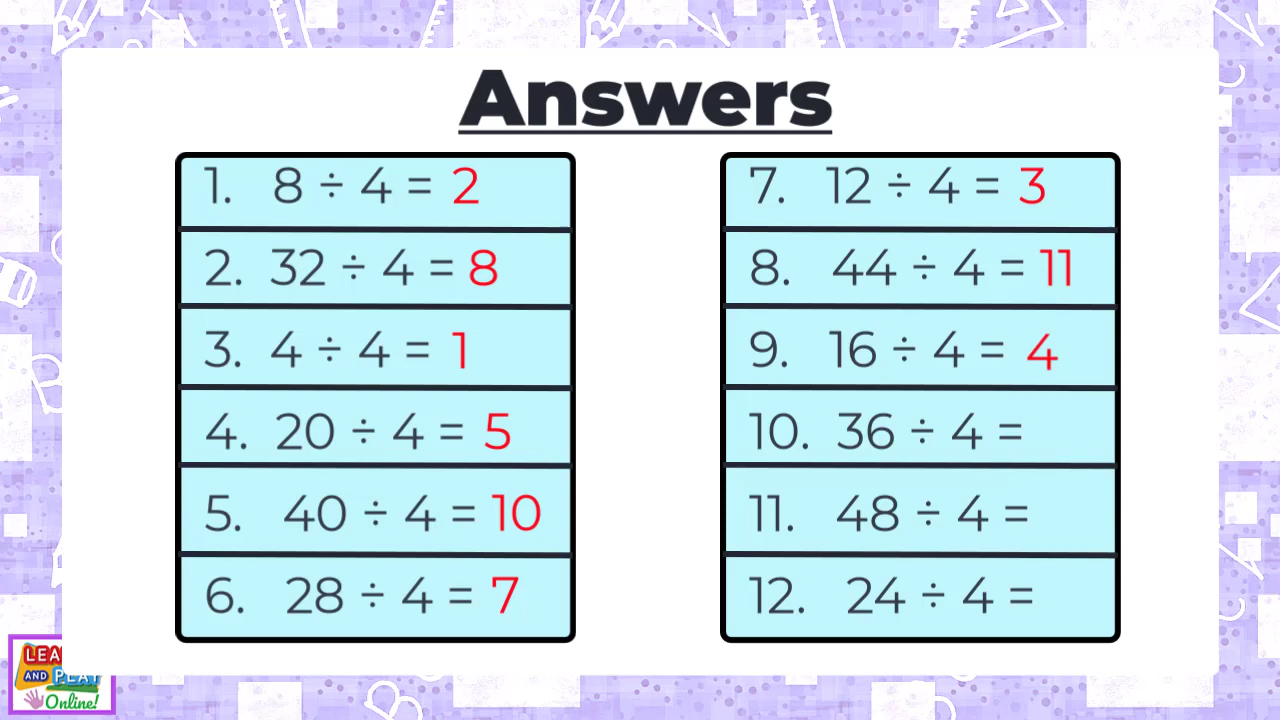 Answers
1. 8 ÷ 4 = 2
2. 32 ÷ 4 = 8
3. 4 ÷ 4 = 1
4. 20 ÷ 4 = 5
5. 40 ÷ 4 = 10
6. 28 ÷ 4 = 7
7. 12 ÷ 4 = 3
8. 44 ÷ 4 = 11
9. 16 ÷ 4 = 4
10. 36 ÷ 4 =
11. 48 ÷ 4 =
12. 24 ÷ 4 =
AND PLAY
Online!